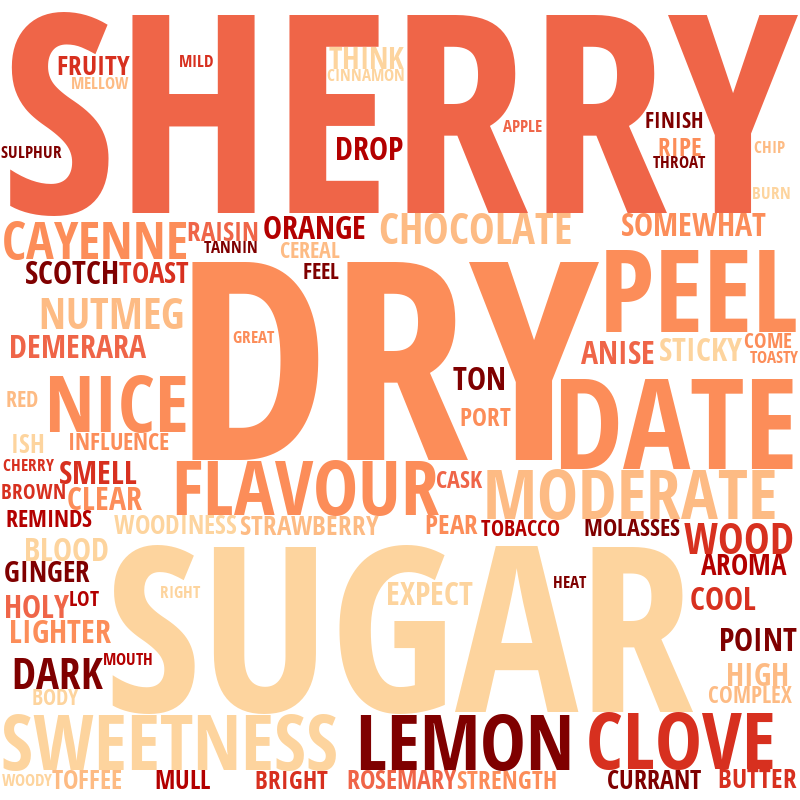 SHERRY
FRUITY
MILD
THINK
MELLOW
CINNAMON
DROP
APPLE
FINISH
RIPE
CHIP
SULPHUR
THROAT
BURN
CAYENNE
RAISIN
ORANGE
CHOCOLATE
SOMEWHAT
TANNIN
CEREAL
SCOTCH
TOAST
FEEL
DRY
PEEL
NUTMEG
DEMERARA
GREAT
ANISE
STICKY
COME
TOASTY
TON
RED
NICE
PORT
DATE
ISH
INFLUENCE
CHERRY
SMELL
FLAVOUR
CASK
MODERATE
BROWN
CLEAR
REMINDS
WOODINESS
STRAWBERRY
PEAR
TOBACCO
MOLASSES
WOOD
BLOOD
SUGAR
AROMA
GINGER
RIGHT
EXPECT
HEAT
HOLY
LOT
COOL
LIGHTER
POINT
DARK
MOUTH
HIGH
BODY
COMPLEX
SWEETNESS
LEMON
CLOVE
WOODY
TOFFEE
MULL
BRIGHT
ROSEMARY
STRENGTH
CURRANT
BUTTER